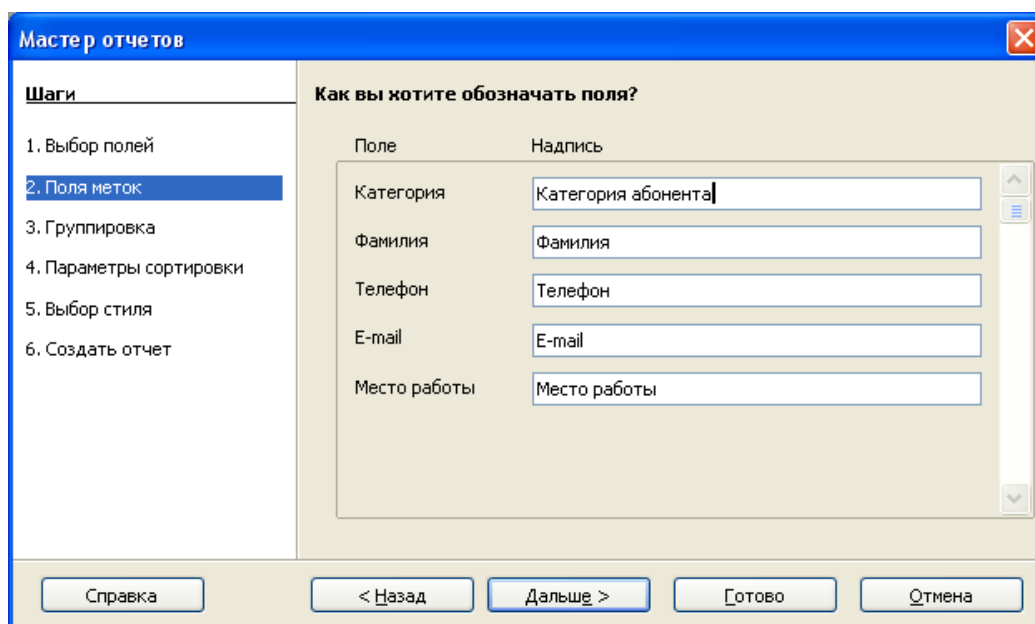 Мастер отчетов
Шаги
1. Выбор полей
2. Поля меток
3. Группировка
4. Параметры сортировки
5. Выбор стиля
6. Создать отчет
Как вы хотите обозначать поля?
Поле Надпись
Категория Категория абонента
Фамилия Фамилия
Телефон Телефон
E-mail E-mail
Место работы Место работы
Справка < Назад Дальше > Готово Отмена